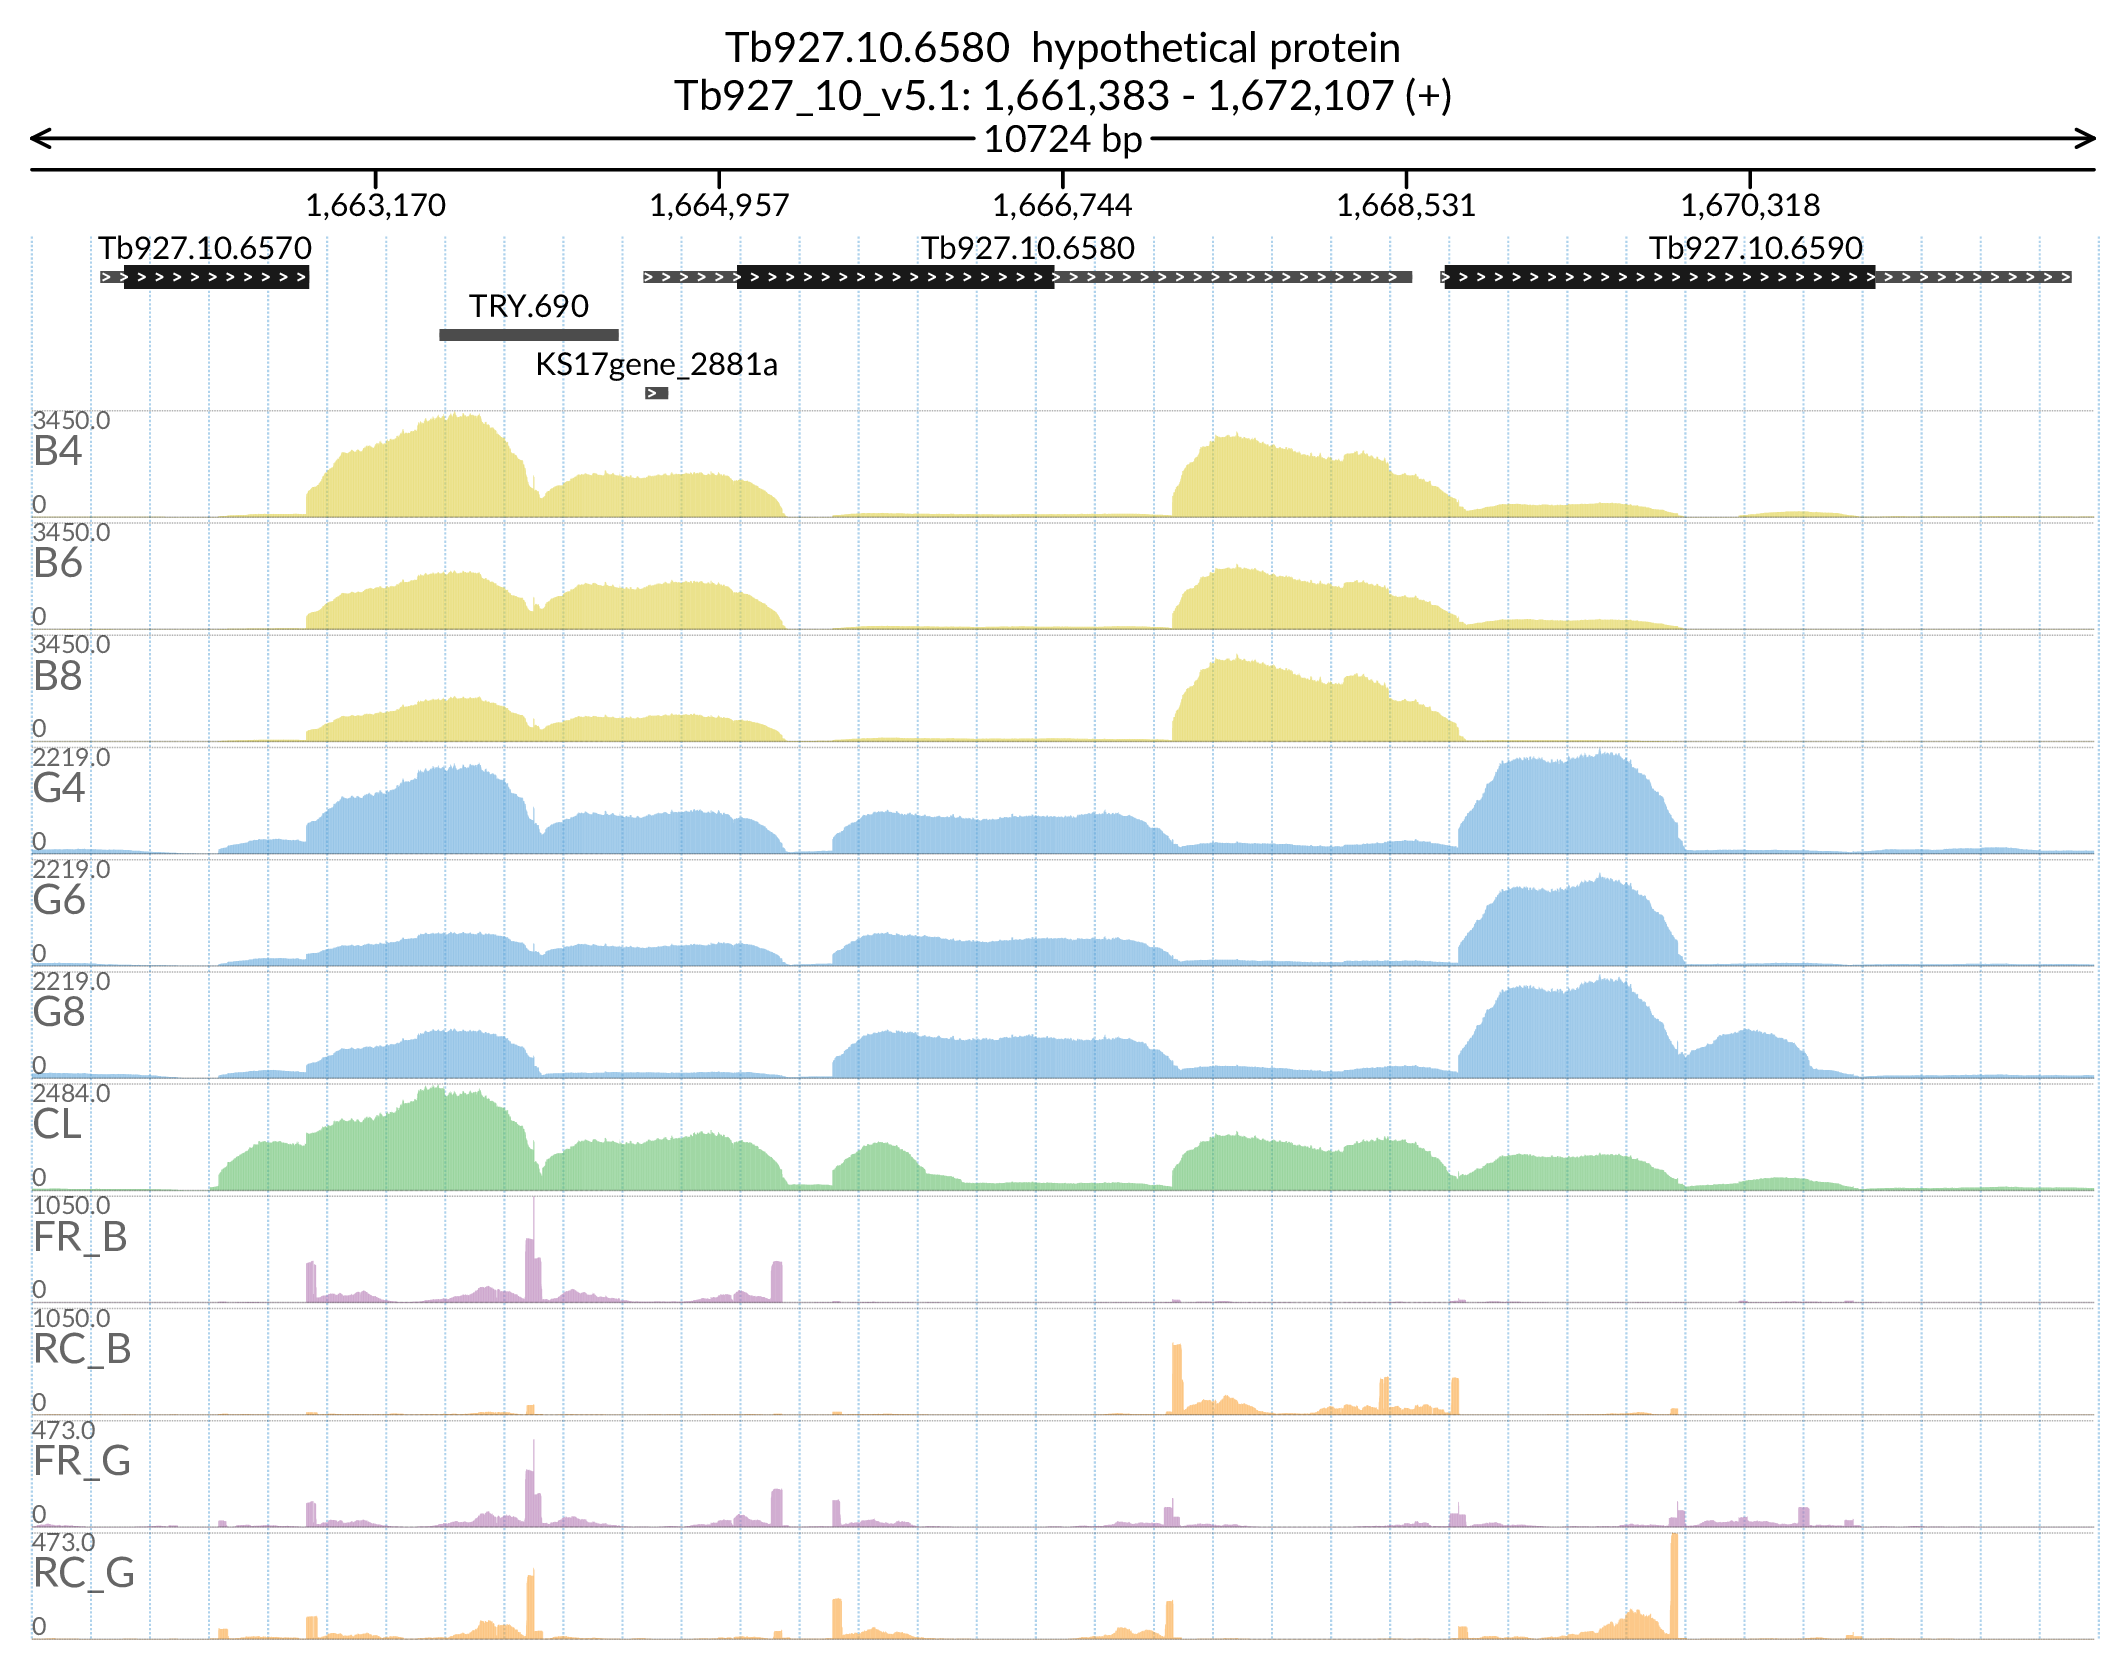 Tb927.10.6580  hypothetical protein
Tb927_10_v5.1: 1,661,383 - 1,672,107 (+)
10724 bp
1,663,170 1,664,957 1,666,744 1,668,531 1,670,318
Tb927.10.6570 Tb927.10.6580 Tb927.10.6590
TRY.690
KS17gene_2881a
3450.0
B4
0
3450.0
B6
0
3450.0
B8
0
2219.0
G4
0
2219.0
G6
0
2219.0
G8
0
2484.0
CL
0
1050.0
FR_B
0
1050.0
RC_B
0
473.0
FR_G
0
473.0
RC_G
0